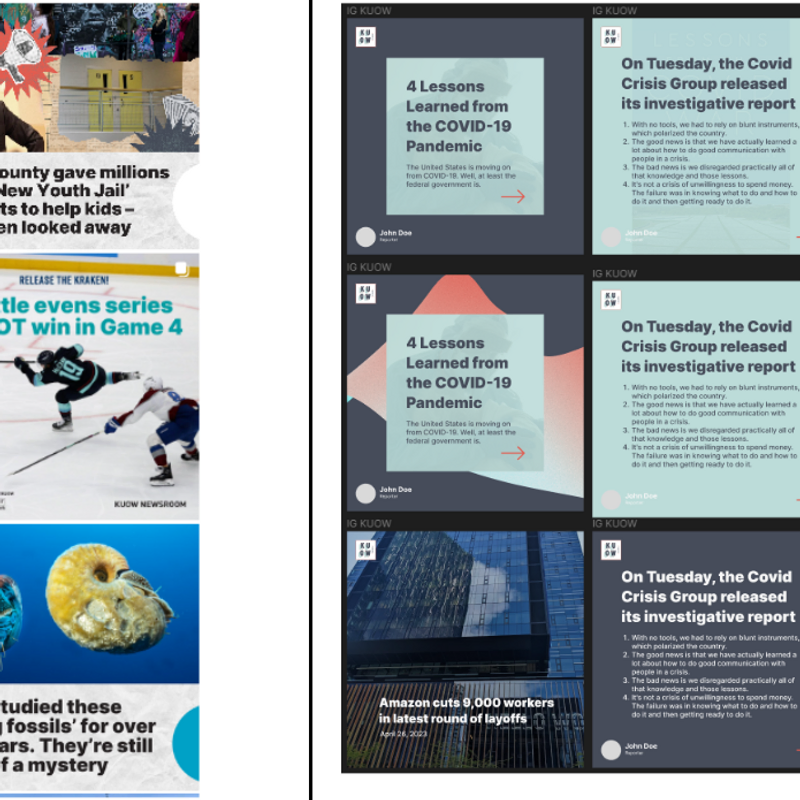 ounty gave millions
New Youth Jail'
ts to help kids –
en looked away
RELEASE THE KRAKEN!
tle evens series
OT win in Game 4
19
KUOW NEWSROOM
tudied these
g fossils' for over
ars. They're still
f a mystery
IG KUOW
KU
OW
4 Lessons
Learned from
the COVID-19
Pandemic
The United States is moving on
from COVID-19. Well, at least the
federal government is.
John Doe
Reporter
IG KUOW
KU
OW
LESSONS
On Tuesday, the Covid
Crisis Group released
its investigative report
1. With no tools, we had to rely on blunt instruments,
which polarized the country.
2. The good news is that we have actually learned a
lot about how to do good communication with
people in a crisis.
3. The bad news is we disregarded practically all of
that knowledge and those lessons.
4. It's not a crisis of unwillingness to spend money.
The failure was in knowing what to do and how to
do it and then getting ready to do it.
John Doe
Reporter
IG KUOW
KU
OW
4 Lessons
Learned from
the COVID-19
Pandemic
The United States is moving on
from COVID-19. Well, at least the
federal government is.
John Doe
Reporter
IG KUOW
KU
OW
On Tuesday, the Covid
Crisis Group released
its investigative report
1. With no tools, we had to rely on blunt instruments,
which polarized the country.
2. The good news is that we have actually learned a
lot about how to do good communication with
people in a crisis.
3. The bad news is we disregarded practically all of
that knowledge and those lessons.
4. It's not a crisis of unwillingness to spend money.
The failure was in knowing what to do and how to
do it and then getting ready to do it.
John Doe
Reporter
IG KUOW
KU
OW
Amazon cuts 9,000 workers
in latest round of layoffs
April 26, 2023
IG KUOW
KU
OW
On Tuesday, the Covid
Crisis Group released
its investigative report
1. With no tools, we had to rely on blunt instruments,
which polarized the country.
2. The good news is that we have actually learned a
lot about how to do good communication with
people in a crisis.
3. The bad news is we disregarded practically all of
that knowledge and those lessons.
4. It's not a crisis of unwillingness to spend money.
The failure was in knowing what to do and how to
do it and then getting ready to do it.
John Doe
Reporter